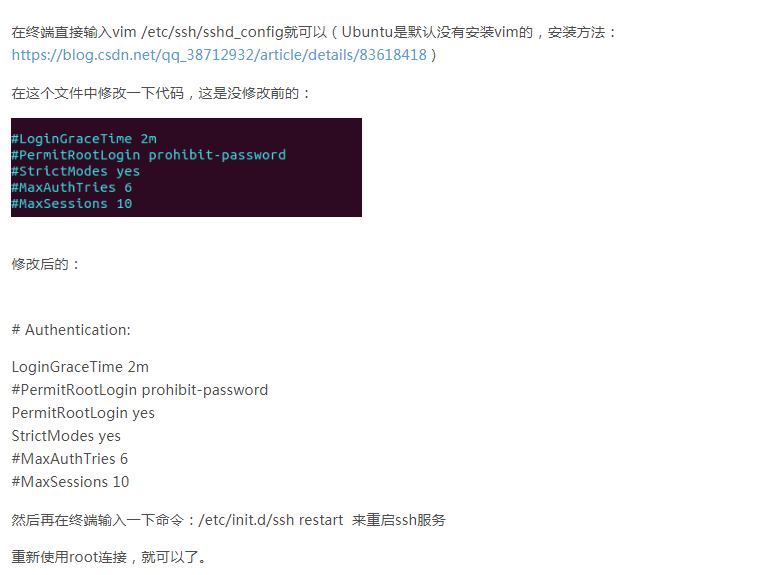 在终端直接输入vim /etc/ssh/sshd_config就可以（Ubuntu是默认没有安装vim的，安装方法：
https://blog.csdn.net/qq_38712932/article/details/83618418 ）
在这个文件中修改一下代码，这是没修改前的：
#LoginGraceTime 2m
#PermitRootLogin prohibit-password
#StrictModes yes
#MaxAuthTries 6
#MaxSessions 10
修改后的：
# Authentication:
LoginGraceTime 2m
#PermitRootLogin prohibit-password
PermitRootLogin yes
StrictModes yes
#MaxAuthTries 6
#MaxSessions 10
然后再在终端输入一下命令：/etc/init.d/ssh restart  来重启ssh服务
重新使用root连接，就可以了。